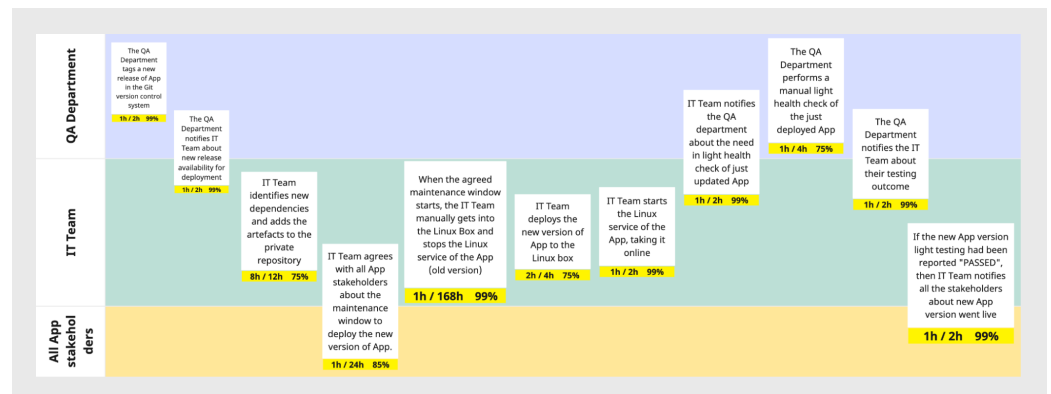 QA Department
The QA
Department
tags a new
release of App
in the Git
version control
system
1h / 2h 99%
The QA
Department
notifies IT
Team about
new release
availability for
deployment
1h / 2h 99%
IT Team notifies
the QA
department
about the need
in light health
check of just
updated App
1h / 2h 99%
The QA
Department
performs a
manual light
health check of
the just
deployed App
1h / 4h 75%
The QA
Department
notifies the IT
Team about
their testing
outcome
1h / 2h 99%
IT Team
IT Team
identifies new
dependencies
and adds the
artefacts to the
private
repository
8h / 12h 75%
IT Team agrees
with all App
stakeholders
about the
maintenance
window to
deploy the new
version of App.
1h / 24h 85%
When the agreed
maintenance window
starts, the IT Team
manually gets into
the Linux Box and
stops the Linux
service of the App
(old version)
1h / 168h 99%
IT Team
deploys the
new version of
App to the
Linux box
2h / 4h 75%
IT Team starts
the Linux
service of the
App, taking it
online
1h / 2h 99%
If the new App version
light testing had been
reported "PASSED",
then IT Team notifies
all the stakeholders
about new App
version went live
1h / 2h 99%
All App
stakehol
ders